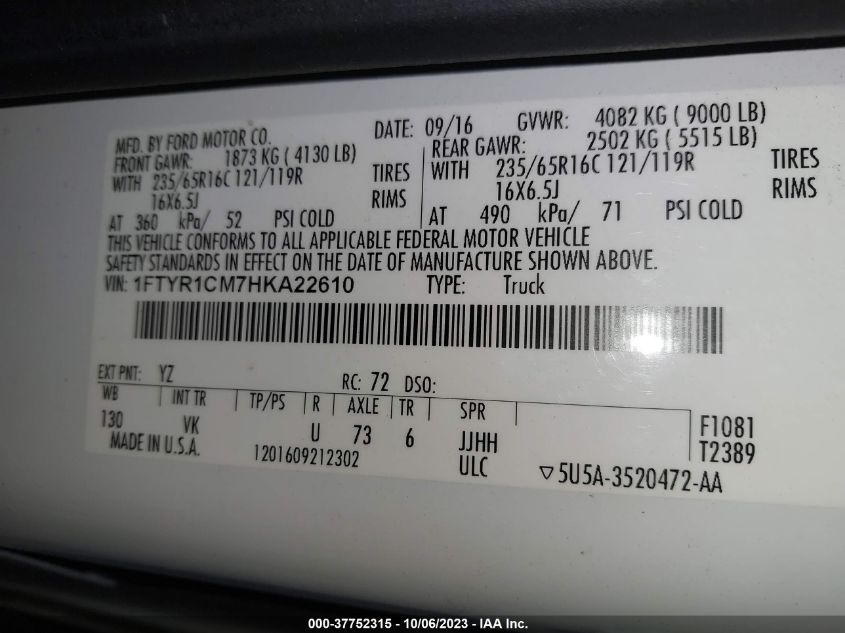 MFD. BY FORD MOTOR CO. DATE: 09/16 GVWR: 4082 KG ( 9000 LB)
FRONT GAWR: 1873 KG ( 4130 LB) REAR GAWR: 2502 KG ( 5515 LB)
WITH 235/65R16C 121/119R TIRES WITH 235/65R16C 121/119R TIRES
16X6.5J RIMS 16X6.5J RIMS
AT 360 kPa/ 52 PSI COLD AT 490 kPa/ 71 PSI COLD
THIS VEHICLE CONFORMS TO ALL APPLICABLE FEDERAL MOTOR VEHICLE
SAFETY STANDARDS IN EFFECT ON THE DATE OF MANUFACTURE SHOWN ABOVE.
VIN: 1FTYR1CM7HKA22610 TYPE: Truck
EXT PNT: YZ RC: 72 DSO:
WB INT TR TP/PS R AXLE TR SPR
130 VK U 73 6 JJHH F1081
MADE IN U.S.A. 1201609212302 ULC T2389
▽5U5A-3520472-AA
000-37752315 - 10/06/2023 - IAA Inc.